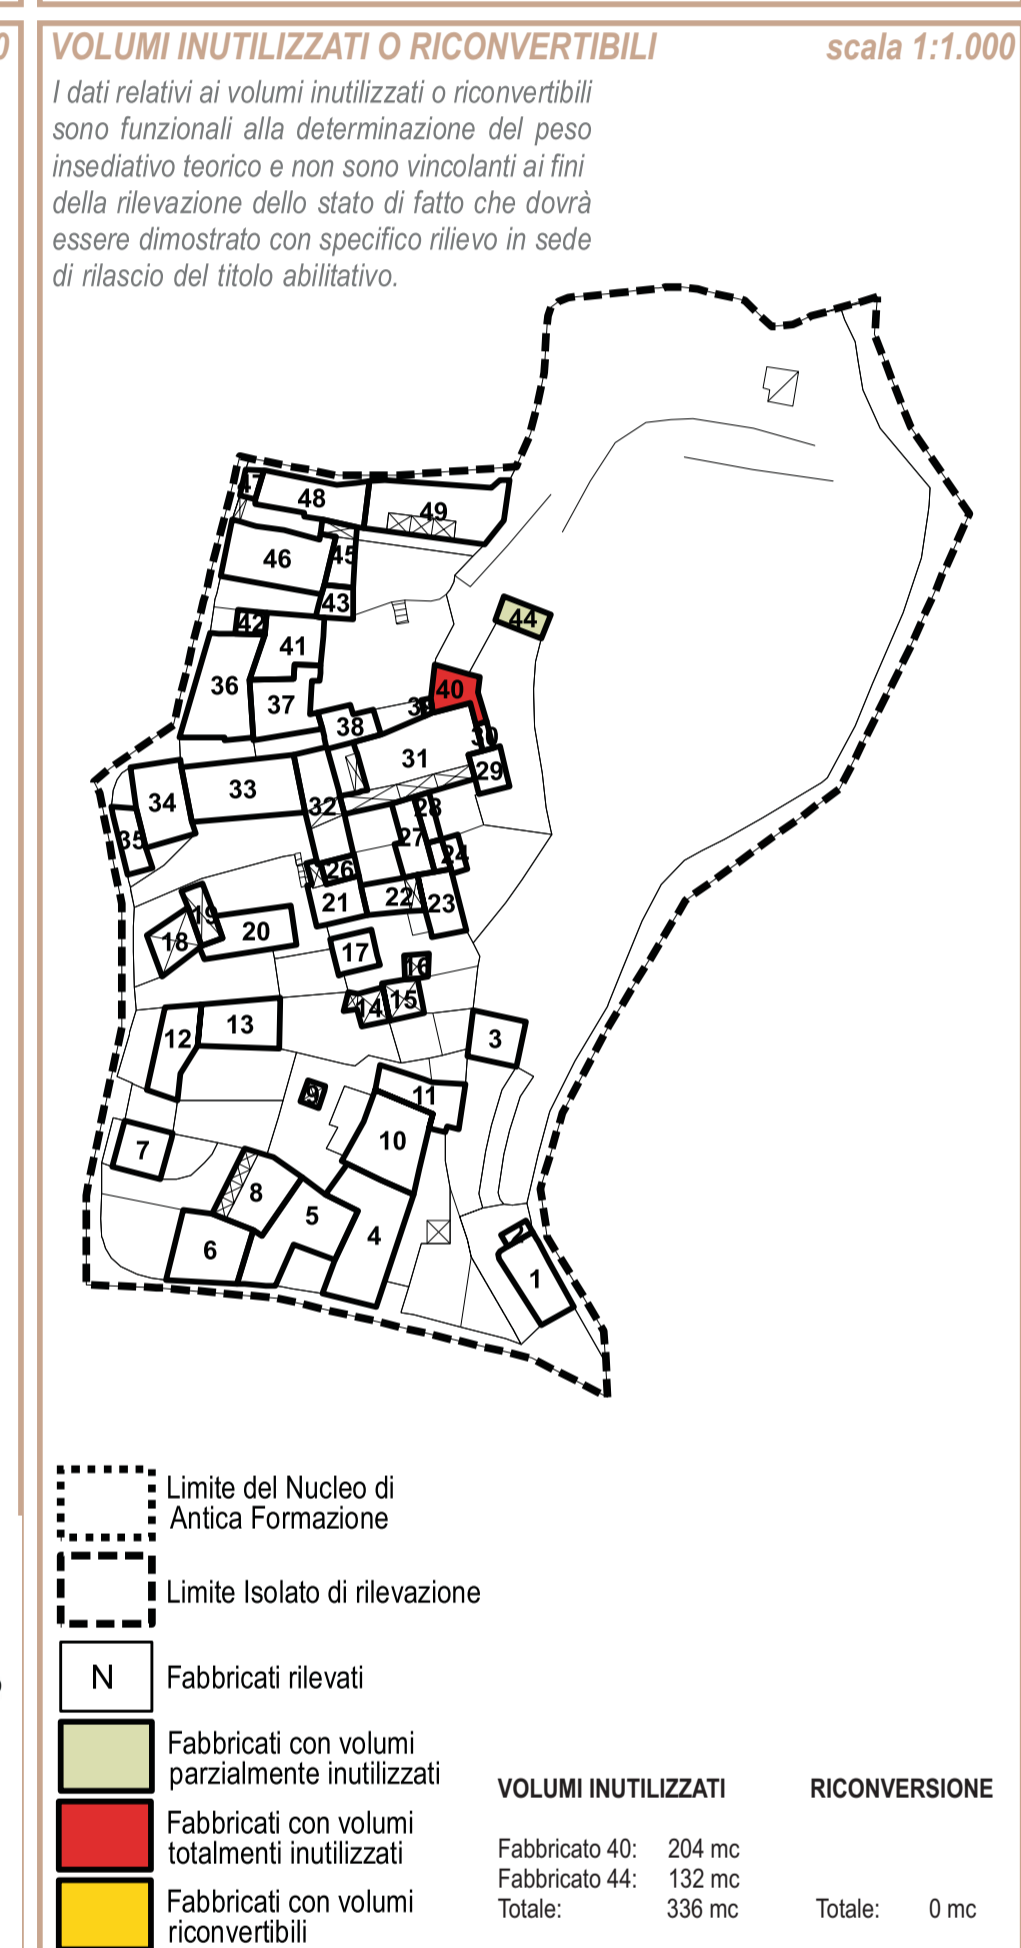 VOLUMI INUTILIZZATI O RICONVERTIBILI scala 1:1.000
I dati relativi ai volumi inutilizzati o riconvertibili
sono funzionali alla determinazione del peso
insediativo teorico e non sono vincolanti ai fini
della rilevazione dello stato di fatto che dovrà
essere dimostrato con specifico rilievo in sede
di rilascio del titolo abilitativo.
47
48
49
46
45
43
42
44
41
36
40
37
39
38
30
31
29
33
34
32
28
35
27
24
26
21
22
23
19
18
20
17
16
14
15
12
13
3
9
11
10
7
8
5
4
6
2
1
Limite del Nucleo di
Antica Formazione
Limite Isolato di rilevazione
N Fabbricati rilevati
Fabbricati con volumi
parzialmente inutilizzati
Fabbricati con volumi
totalmenti inutilizzati
Fabbricati con volumi
riconvertibili
VOLUMI INUTILIZZATI RICONVERSIONE
Fabbricato 40: 204 mc
Fabbricato 44: 132 mc
Totale: 336 mc Totale: 0 mc